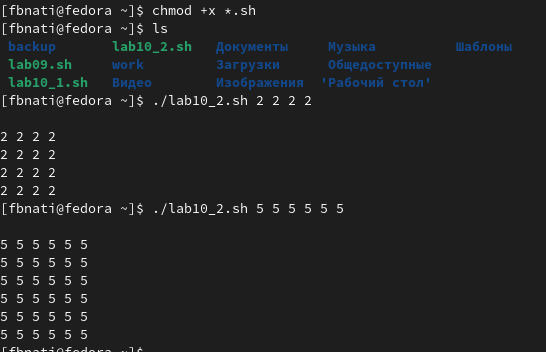 [fbnati@fedora ~]$ chmod +x *.sh
[fbnati@fedora ~]$ ls
backup lab10_2.sh Документы Музыка Шаблоны
lab09.sh work Загрузки Общедоступные
lab10_1.sh Видео Изображения 'Рабочий стол'
[fbnati@fedora ~]$ ./lab10_2.sh 2 2 2 2
2 2 2 2
2 2 2 2
2 2 2 2
2 2 2 2
[fbnati@fedora ~]$ ./lab10_2.sh 5 5 5 5 5 5
5 5 5 5 5 5
5 5 5 5 5 5
5 5 5 5 5 5
5 5 5 5 5 5
5 5 5 5 5 5
5 5 5 5 5 5
[fbnati@fedora ~]$